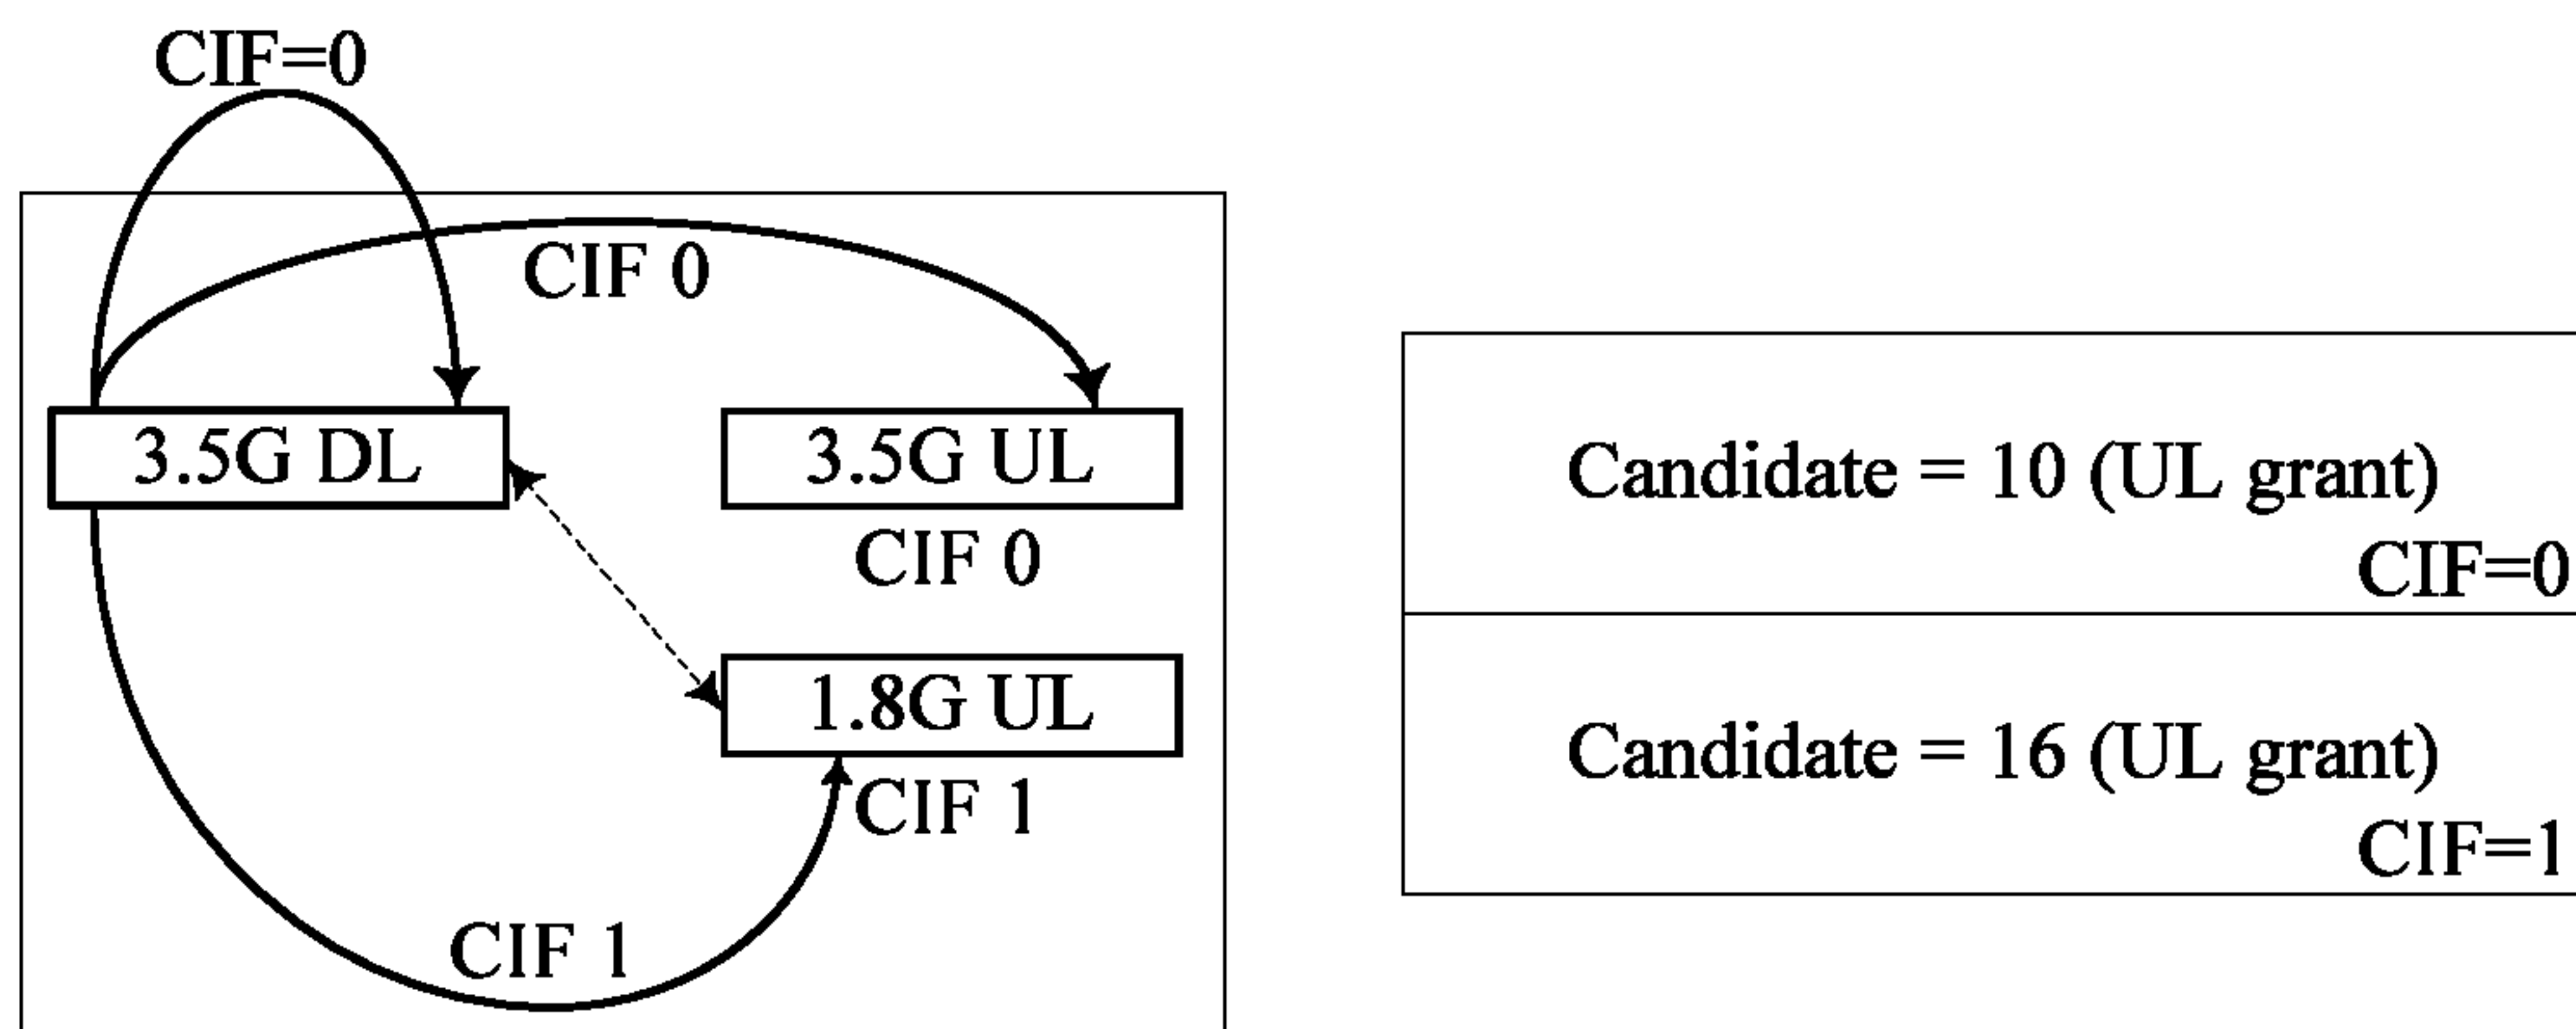 CIF=0
CIF 0
3.5G DL
3.5G UL
CIF 0
1.8G UL
CIF 1
CIF 1
Candidate = 10 (UL grant)
CIF=0
Candidate = 16 (UL grant)
CIF=1